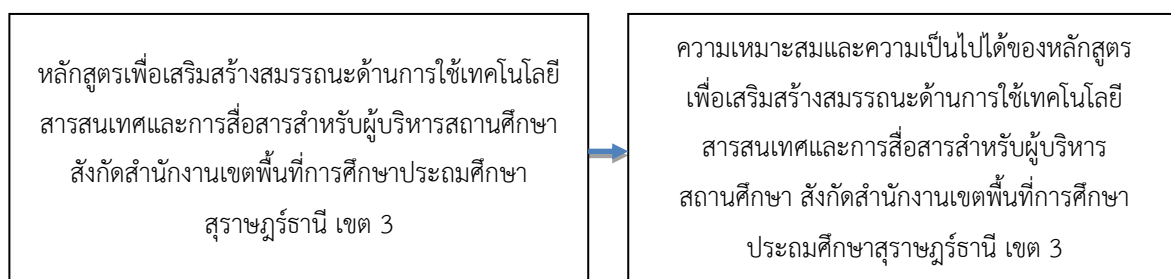 หลักสูตรเพื่อเสริมสร้างสมรรถนะด้านการใช้เทคโนโลยี
สารสนเทศและการสื่อสารสำหรับผู้บริหารสถานศึกษา
สังกัดสำนักงานเขตพื้นที่การศึกษาประถมศึกษา
สุราษฎร์ธานี เขต 3
ความเหมาะสมและความเป็นไปได้ของหลักสูตร
เพื่อเสริมสร้างสมรรถนะด้านการใช้เทคโนโลยี
สารสนเทศและการสื่อสารสำหรับผู้บริหาร
สถานศึกษา สังกัดสำนักงานเขตพื้นที่การศึกษา
ประถมศึกษาสุราษฎร์ธานี เขต 3